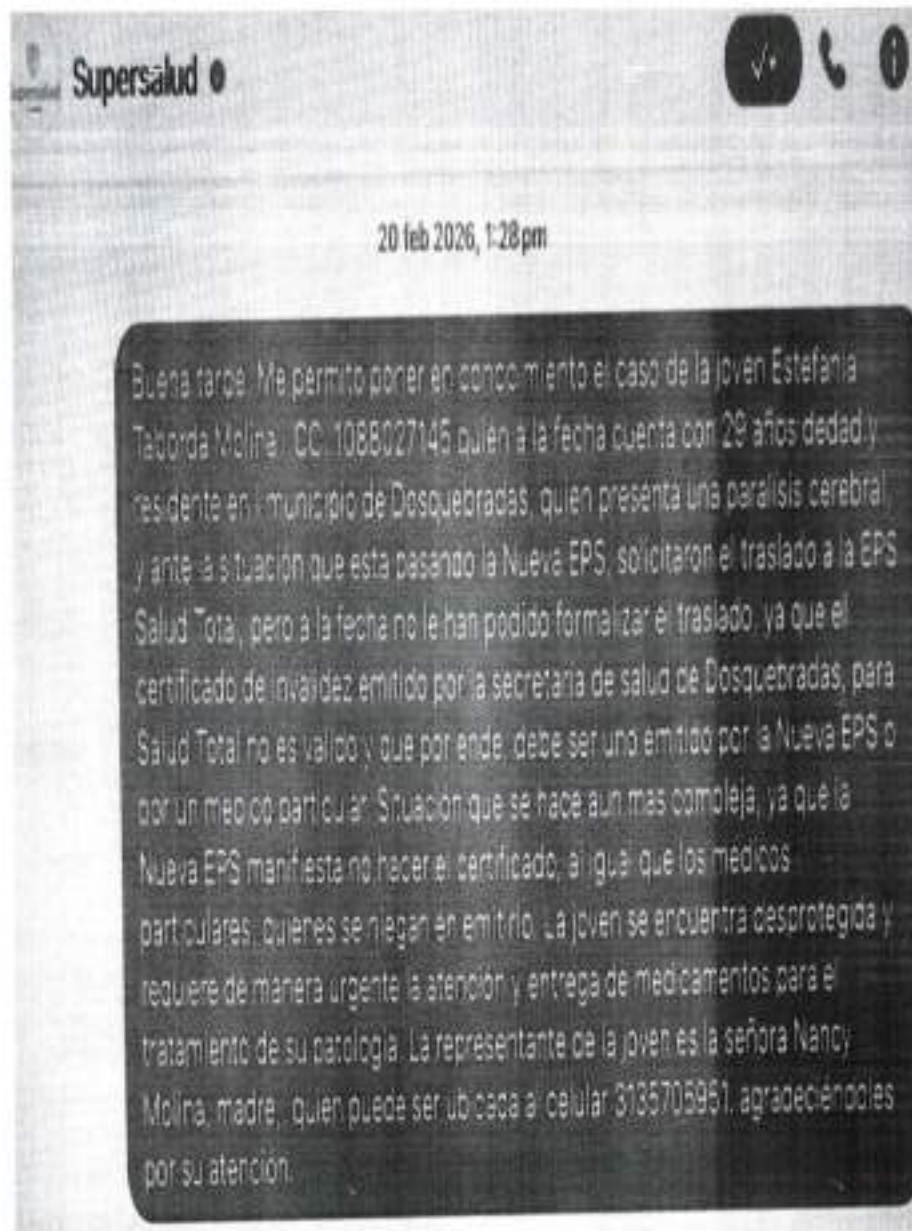 Supersalud
20 feb 2026, 1:28 pm
Buena tarde. Me permito poner en conocimiento el caso de la joven Estefania
Taborda Molina, CC. 1088027145 quien a la fecha cuenta con 29 años dedad y
residente en municipio de Dosquebradas, quien presenta una paralisis cerebral,
y ante la situación que esta pasando la Nueva EPS, solicitaron el traslado a la EPS
Salud Total, pero a la fecha no le han podido formalizar el traslado, ya que el
certificado de invalidez emitido por la secretaria de salud de Dosquebradas, para
Salud Total no es valido y que por ende, debe ser uno emitido por la Nueva EPS o
por un medico particular. Situación que se hace aun mas compleja, ya que la
Nueva EPS manifiesta no hacer el certificado, al igual que los medicos
particulares, quienes se niegan en emitirlo. La joven se encuentra desprotegida y
requiere de manera urgente la atención y entrega de medicamentos para el
tratamiento de su patologia. La representante de la joven es la señora Nancy
Molina, madre, quien puede ser ubicada al celular 3135705961. agradeciendoles
por su atención.